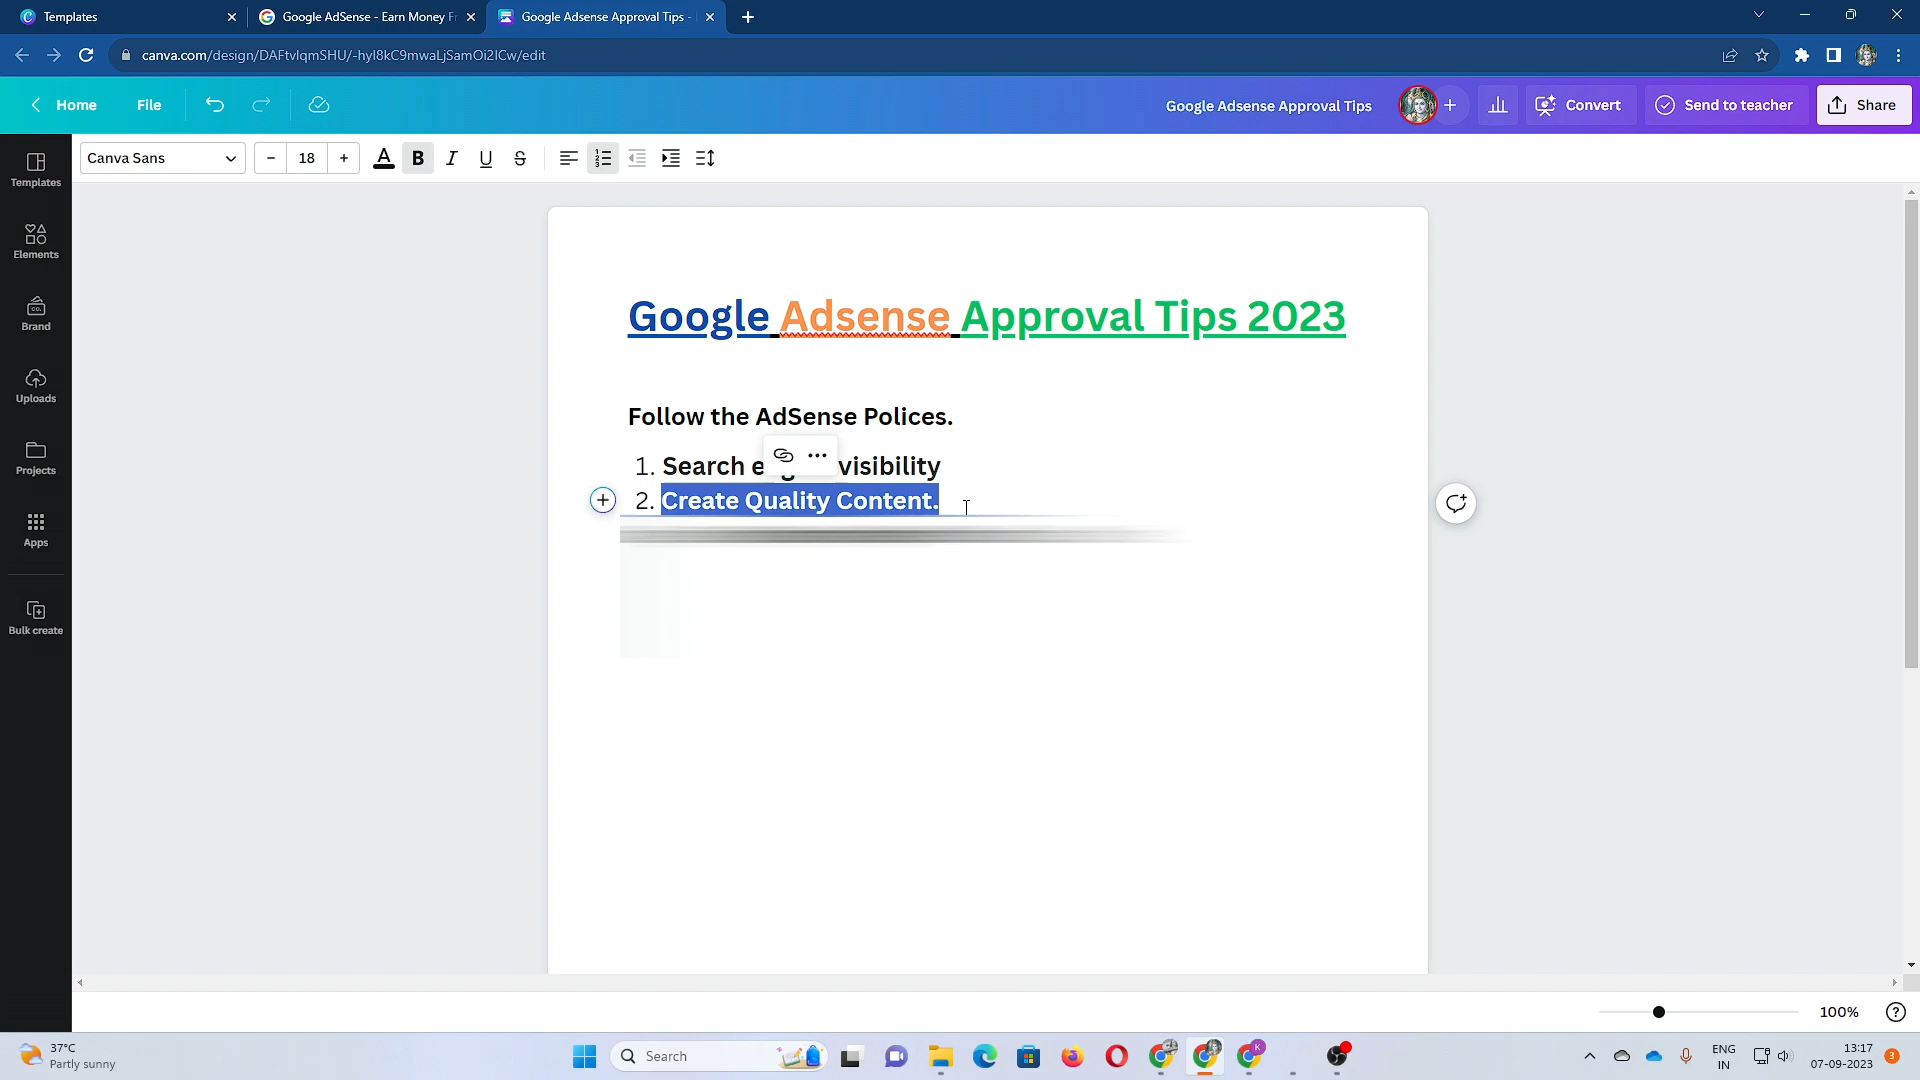 Templates
Google AdSense - Earn Money Fr
Google Adsense Approval Tips -
canva.com/design/DAFtvlqmSHU/-hyl8kC9mwaLjSamOi2ICw/edit
Home
File
Google Adsense Approval Tips
Convert
Send to teacher
Share
Canva Sans
- 18 +
A B I U S
Templates
Elements
Brand
Uploads
Projects
Apps
Bulk create
Google Adsense Approval Tips 2023
Follow the AdSense Polices.
1. Search visibility
2. Create Quality Content.
100%
37°C
Partly sunny
Search
ENG
IN
13:17
07-09-2023
3